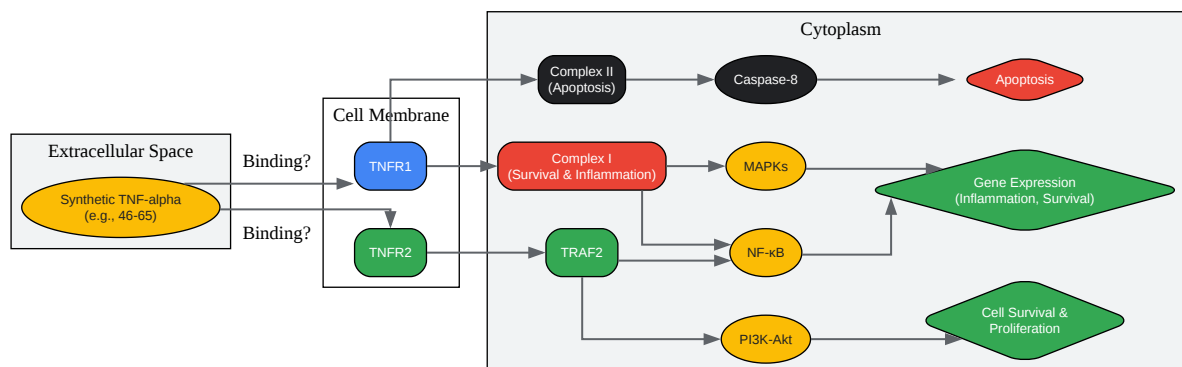 Cytoplasm
Complex II
(Apoptosis)
Caspase-8
Apoptosis
Cell Membrane
Extracellular Space
Binding?
TNFR1
Complex I
(Survival & Inflammation)
MAPKs
Gene Expression
(Inflammation, Survival)
Synthetic TNF-alpha
(e.g., 46-65)
Binding?
TNFR2
TRAF2
NF-κB
Cell Survival &
Proliferation
PI3K-Akt